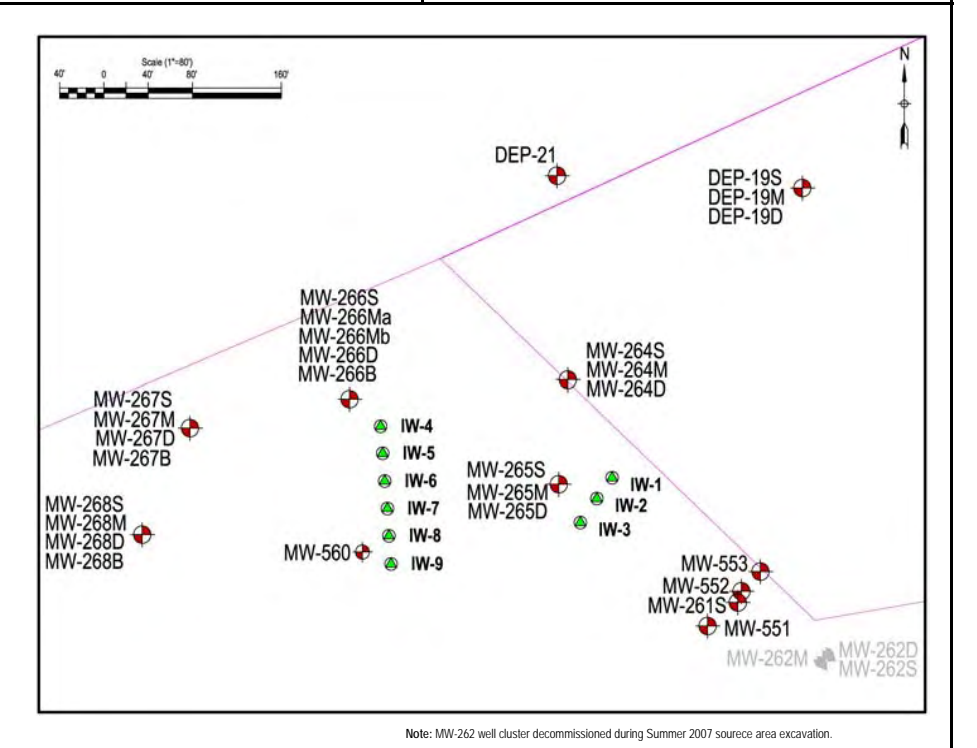 Scale (1"=80')
40' 0 40' 80' 160'
N
DEP-21
DEP-19S
DEP-19M
DEP-19D
MW-266S
MW-266Ma
MW-266Mb
MW-266D
MW-266B
MW-264S
MW-264M
MW-264D
MW-267S
MW-267M
MW-267D
MW-267B
IW-4
IW-5
IW-6
IW-7
IW-8
IW-9
MW-265S
MW-265M
MW-265D
IW-1
IW-2
IW-3
MW-268S
MW-268M
MW-268D
MW-268B
MW-560
MW-553
MW-552
MW-261S
MW-551
MW-262M
MW-262D
MW-262S
Note: MW-262 well cluster decommissioned during Summer 2007 sourece area excavation.